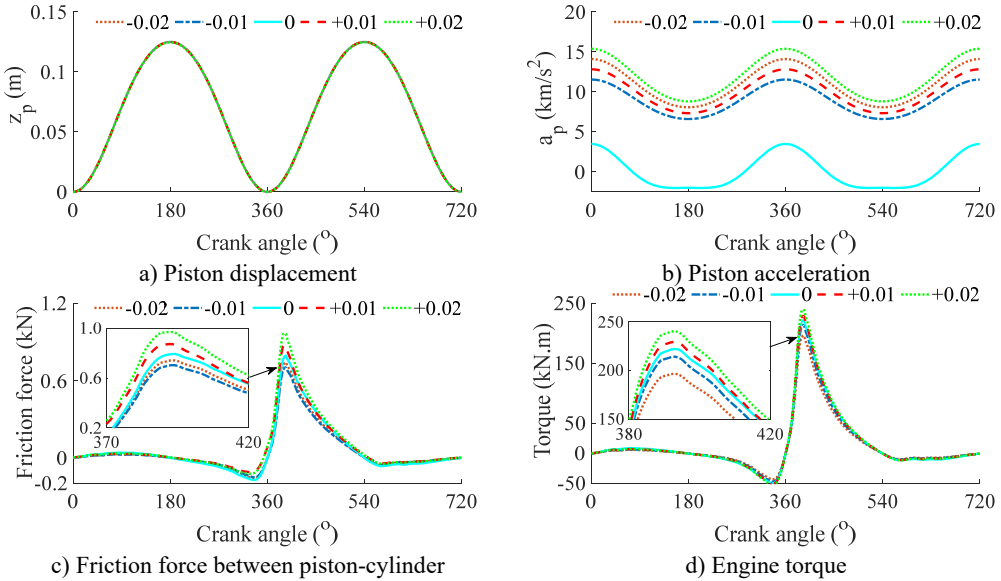 -0.02 -0.01 0 +0.01 +0.02
0.15
0.1
0.05
0
z_p (m)
0 180 360 540 720
Crank angle (°)
a) Piston displacement
-0.02 -0.01 0 +0.01 +0.02
20
15
10
5
0
a_p (km/s²)
0 180 360 540 720
Crank angle (°)
b) Piston acceleration
-0.02 -0.01 0 +0.01 +0.02
1.2
0.6
0
-0.2
Friction force (kN)
1.0
0.6
0.2
370 420
0 180 360 540 720
Crank angle (°)
c) Friction force between piston-cylinder
-0.02 -0.01 0 +0.01 +0.02
250
150
50
0
-50
Torque (kN.m)
250
200
150
380 420
0 180 360 540 720
Crank angle (°)
d) Engine torque